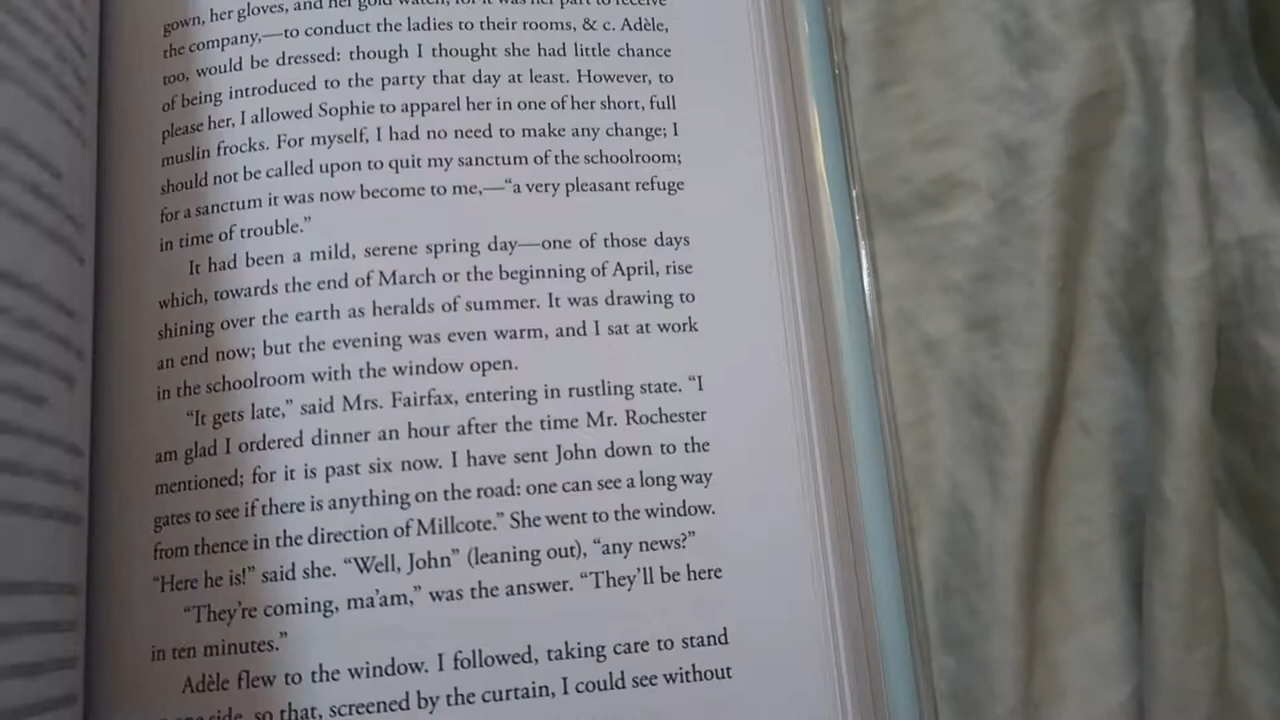 gown, her gloves, and her gold watch; for it was her part to receive
the company,—to conduct the ladies to their rooms, & c. Adèle,
too, would be dressed: though I thought she had little chance
of being introduced to the party that day at least. However, to
please her, I allowed Sophie to apparel her in one of her short, full
muslin frocks. For myself, I had no need to make any change; I
should not be called upon to quit my sanctum of the schoolroom;
for a sanctum it was now become to me,—“a very pleasant refuge
in time of trouble.”
It had been a mild, serene spring day—one of those days
which, towards the end of March or the beginning of April, rise
shining over the earth as heralds of summer. It was drawing to
an end now; but the evening was even warm, and I sat at work
in the schoolroom with the window open.
“It gets late,” said Mrs. Fairfax, entering in rustling state. “I
am glad I ordered dinner an hour after the time Mr. Rochester
mentioned; for it is past six now. I have sent John down to the
gates to see if there is anything on the road: one can see a long way
from thence in the direction of Millcote.” She went to the window.
“Here he is!” said she. “Well, John” (leaning out), “any news?”
“They’re coming, ma’am,” was the answer. “They’ll be here
in ten minutes.”
Adèle flew to the window. I followed, taking care to stand
so that, screened by the curtain, I could see without